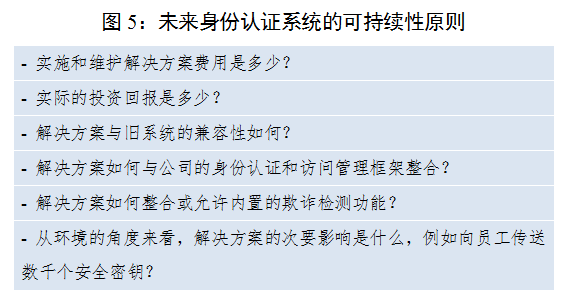 图 5：未来身份认证系统的可持续性原则
- 实施和维护解决方案费用是多少？
- 实际的投资回报是多少？
- 解决方案与旧系统的兼容性如何？
- 解决方案如何与公司的身份认证和访问管理框架整合？
- 解决方案如何整合或允许内置的欺诈检测功能？
- 从环境的角度来看，解决方案的次要影响是什么，例如向员工传送
数千个安全密钥？